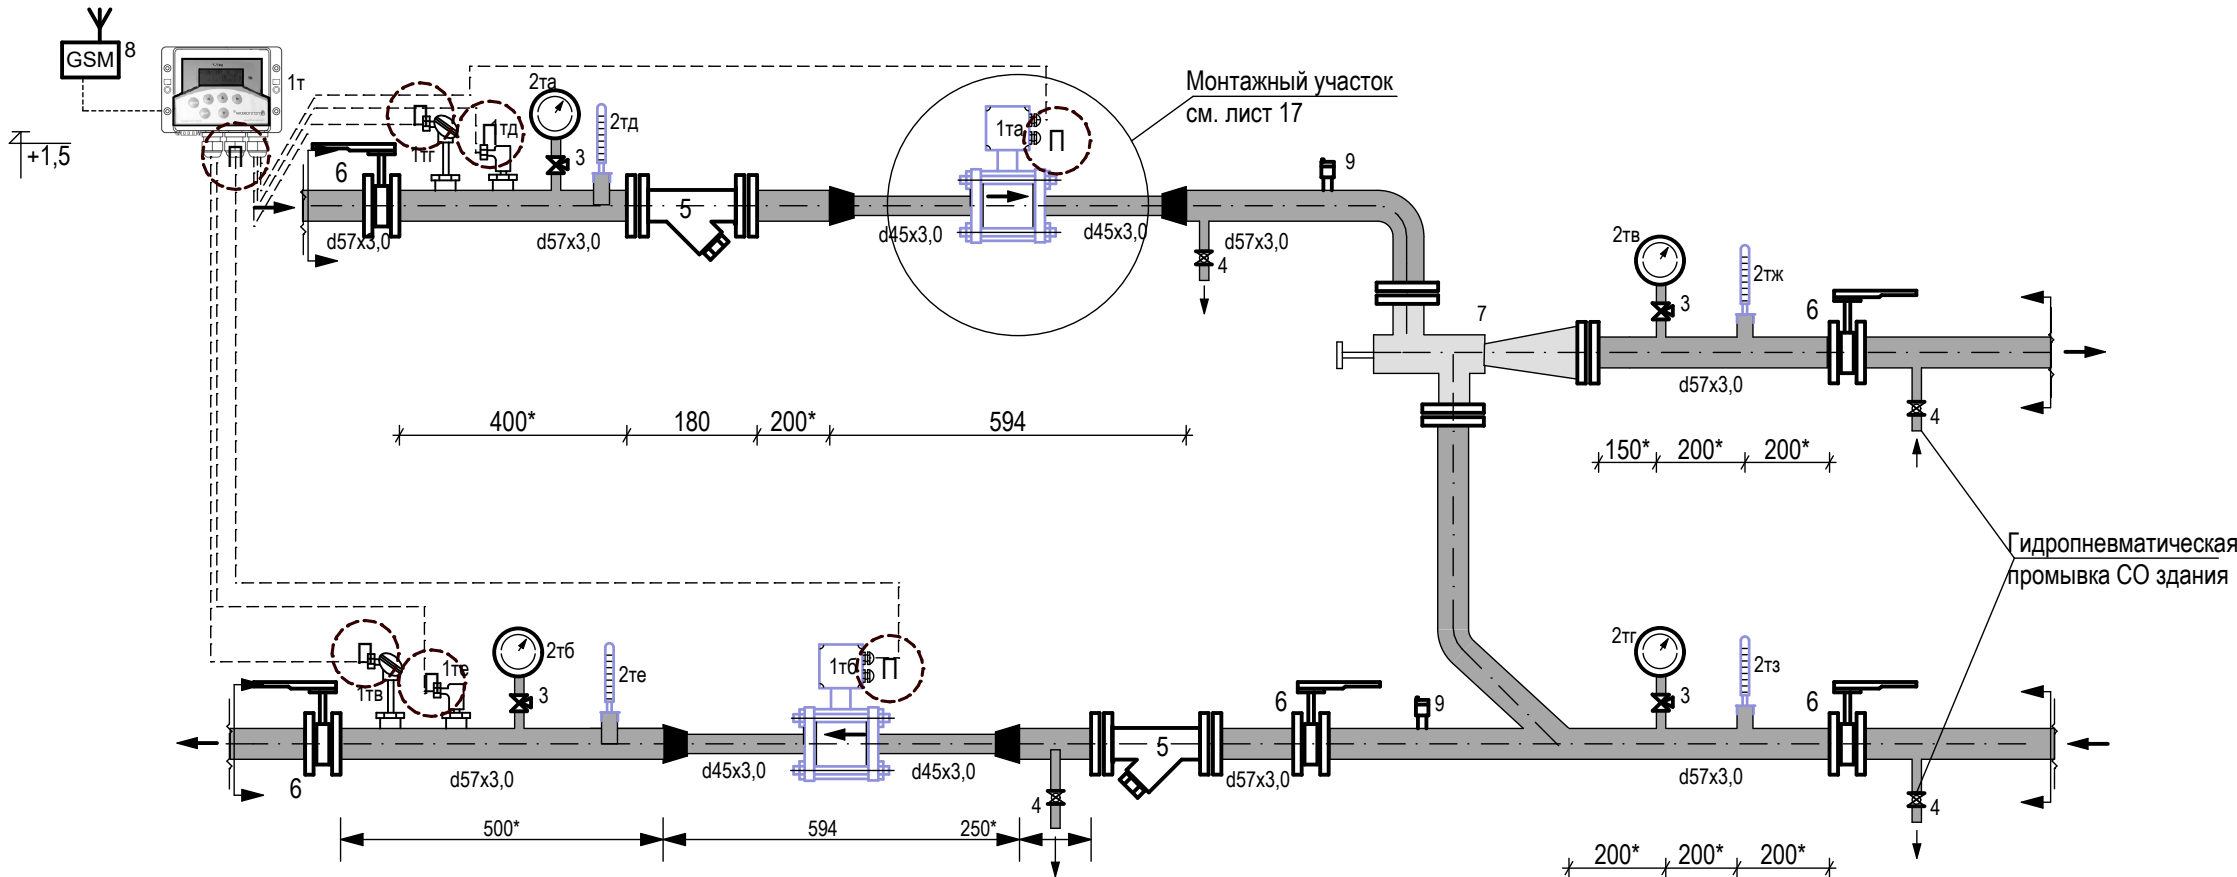 GSM
8
1т
+1,5
6
1тг
1тд
2та
3
2тд
5
1та
П
Монтажный участок
см. лист 17
9
d57x3,0
d57x3,0
d45x3,0
d45x3,0
d57x3,0
4
2тв
3
2тж
6
7
d57x3,0
4
400*
180
200*
594
150*
200*
200*
Гидропневматическая
промывка СО здания
1тв
1те
2тб
3
2те
1тб
П
6
9
2тг
3
2тз
6
5
6
d57x3,0
d45x3,0
d45x3,0
d57x3,0
d57x3,0
4
4
500*
594
250*
200*
200*
200*